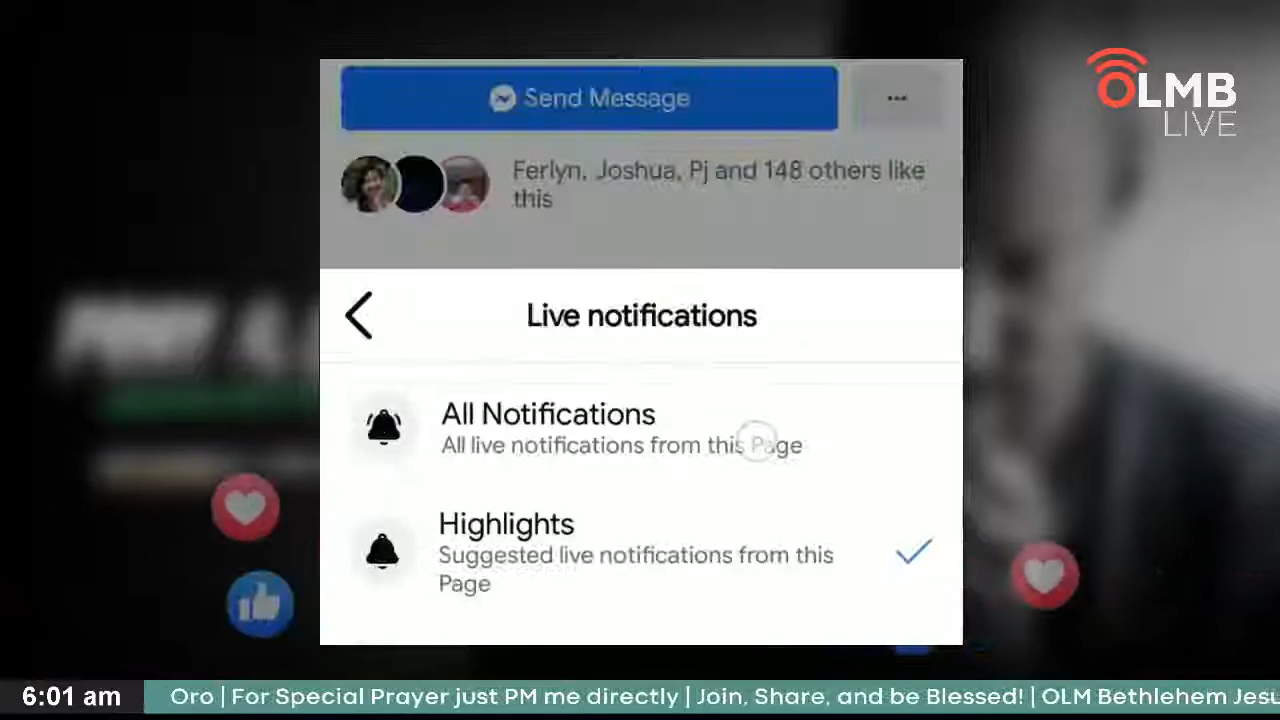 OLMB
LIVE
Send Message
Ferlyn, Joshua, Pj and 148 others like
this
Live notifications
All Notifications
All live notifications from this Page
Highlights
Suggested live notifications from this
Page
6:01 am
Oro | For Special Prayer just PM me directly | Join, Share, and be Blessed! | OLM Bethlehem Jesu